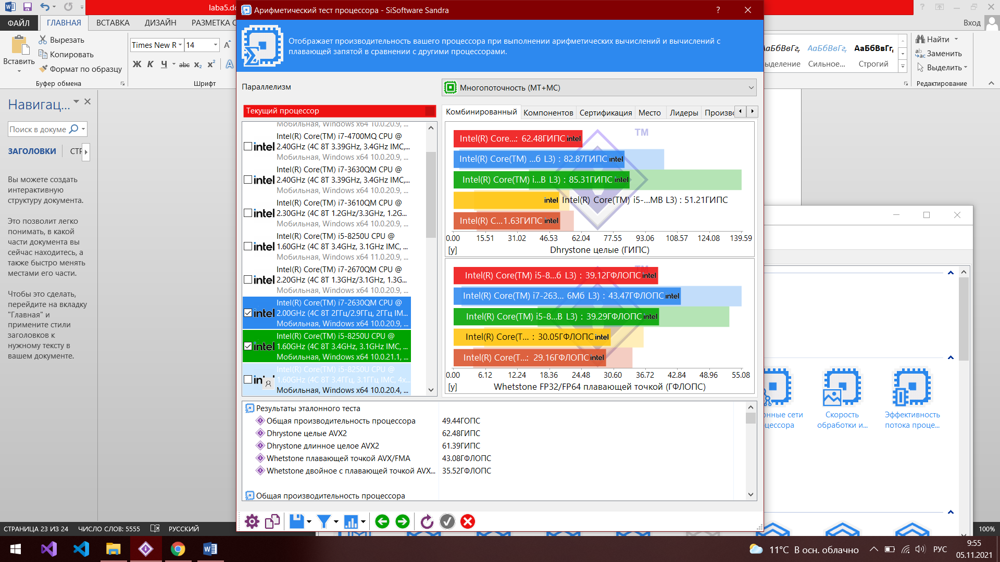 laba5.do
ФАЙЛ
ГЛАВНАЯ
ВСТАВКА
ДИЗАЙН
РАЗМЕТКА С
Вход
Вставить
Вырезать
Копировать
Формат по образцу
Буфер обмена
Times New R
14
Ж К Ч abc x₂ x²
Шрифт
АаБбВвГг,
АаБбВвГг,
АаБбВвГг,
ыделение
Сильное...
Строгий
Найти
Заменить
Выделить
Редактирование
Навигац...
Поиск в докуме
ЗАГОЛОВКИ
СТР
Вы можете создать
интерактивную
структуру документа.
Это позволит легко
понимать, в какой
части документа вы
сейчас находитесь, а
также быстро менять
местами его части.
Чтобы это сделать,
перейдите на вкладку
"Главная" и
примените стили
заголовков к
нужному тексту в
вашем документе.
Арифметический тест процессора - SiSoftware Sandra
Отображает производительность вашего процессора при выполнении арифметических вычислений и вычислений с
плавающей запятой в сравнении с другими процессорами.
Параллелизм
Многопоточность (MT+MC)
Текущий процессор
Мобильная, Windows x64 10.0.20.9, ...
intel
Intel(R) Core(TM) i7-4700MQ CPU @
2.40GHz (4C 8T 3.39GHz, 3.4GHz IMC,...
Мобильная, Windows x64 10.0.20.9, ...
intel
Intel(R) Core(TM) i7-3630QM CPU @
2.40GHz (4C 8T 3.39GHz, 3.4GHz IMC,...
Мобильная, Windows x64 10.0.20.9, ...
intel
Intel(R) Core(TM) i7-3610QM CPU @
2.30GHz (4C 8T 1.2GHz/3.3GHz, 1.2G...
Мобильная, Windows x64 10.0.20.9, ...
intel
Intel(R) Core(TM) i5-8250U CPU @
1.60GHz (4C 8T 3.4GHz, 3.1GHz IMC, ...
Мобильная, Windows x64 11.0.20.9, ...
intel
Intel(R) Core(TM) i7-2670QM CPU @
2.20GHz (4C 8T 1.3GHz/3.1GHz, 1.3G...
Мобильная, Windows x64 10.0.20.9, ...
intel
Intel(R) Core(TM) i7-2630QM CPU @
2.00GHz (4C 8T 2ГГц/2.9ГГц, 2ГГц IM...
Мобильная, Windows x64 10.0.20.9, ...
intel
Intel(R) Core(TM) i5-8250U CPU @
1.60GHz (4C 8T 3.4GHz, 3.1GHz IMC, ...
Мобильная, Windows x64 10.0.21.1, ...
Intel(R) Core(TM) i5-8250U CPU @
1.60GHz (4C 8T 3.4ГГц, 3.1ГГц IMC, 4x...
Мобильная, Windows x64 10.0.20.4, ...
Комбинированный
Компонентов
Сертификация
Место
Лидеры
Произво
TM
Intel(R) Core...: 62.48ГИПС intel
Intel(R) Core(TM) ...б L3) : 82.87ГИПС intel
Intel(R) Core(TM) i...B L3) : 85.31ГИПС intel
intel Intel(R) Core(TM) i5-...MB L3) : 51.21ГИПС
Intel(R) C...1.63ГИПС intel
0.00 15.51 31.02 46.53 62.04 77.55 93.06 108.57 124.08 139.59
[y] Dhrystone целые (ГИПС)
Intel(R) Core(TM) i5-8...б L3) : 39.12ГФЛОПС intel
Intel(R) Core(TM) i7-263... 6Мб L3) : 43.47ГФЛОПС intel
Intel(R) Core(TM) i5-8...B L3) : 39.29ГФЛОПС intel
Intel(R) Core(T... : 30.05ГФЛОПС intel
Intel(R) Core(T...: 29.16ГФЛОПС intel
0.00 6.12 12.24 18.36 24.48 30.60 36.72 42.84 48.96 55.08
[y] Whetstone FP32/FP64 плавающей точкой (ГФЛОПС)
Результаты эталонного теста
Общая производительность процессора 49.44ГОПС
Dhrystone целые AVX2 62.48ГИПС
Dhrystone длинное целое AVX2 61.39ГИПС
Whetstone плавающей точкой AVX/FMA 43.08ГФЛОПС
Whetstone двойное с плавающей точкой AVX... 35.52ГФЛОПС
Общая производительность процессора
онные сети
цессора
Скорость
обработки и...
Эффективность
потока проце...
СТРАНИЦА 23 ИЗ 24
ЧИСЛО СЛОВ: 5555
РУССКИЙ
100%
11°C В осн. облачно
РУС
9:55
05.11.2021